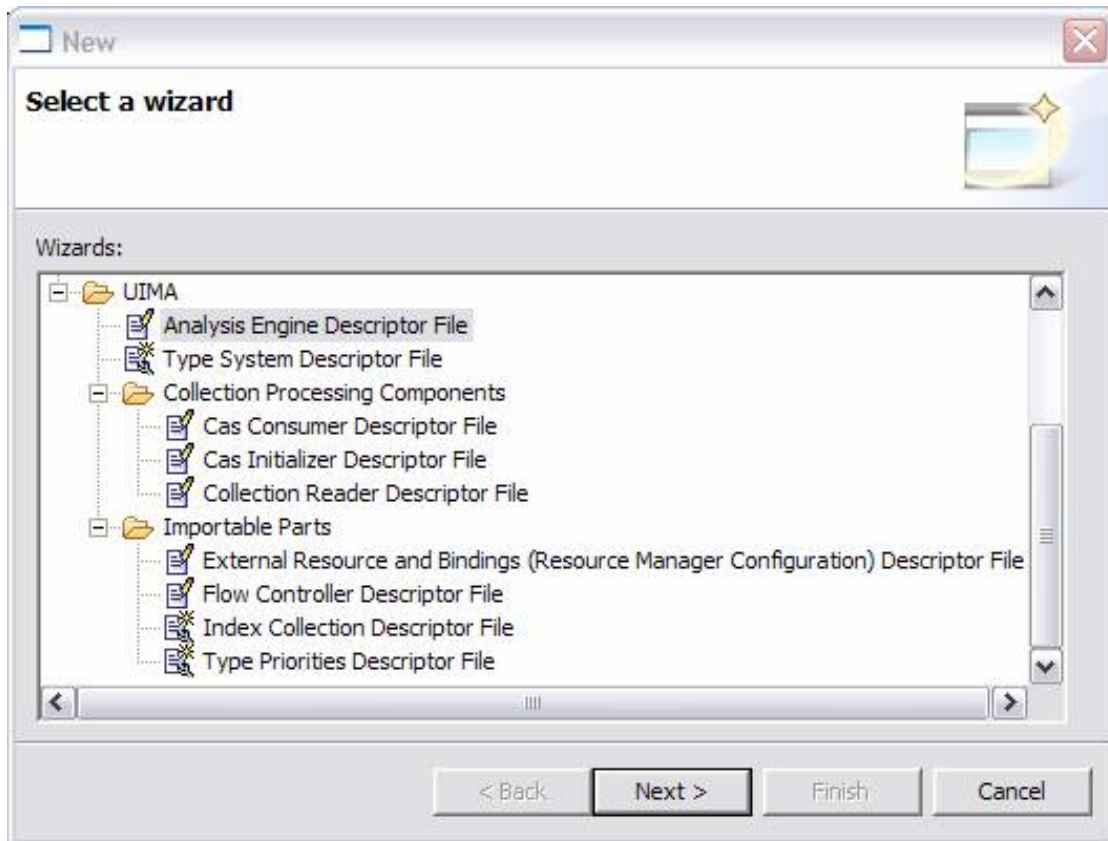 New
Select a wizard
Wizards:
UIMA
Analysis Engine Descriptor File
Type System Descriptor File
Collection Processing Components
Cas Consumer Descriptor File
Cas Initializer Descriptor File
Collection Reader Descriptor File
Importable Parts
External Resource and Bindings (Resource Manager Configuration) Descriptor File
Flow Controller Descriptor File
Index Collection Descriptor File
Type Priorities Descriptor File
< Back Next > Finish Cancel